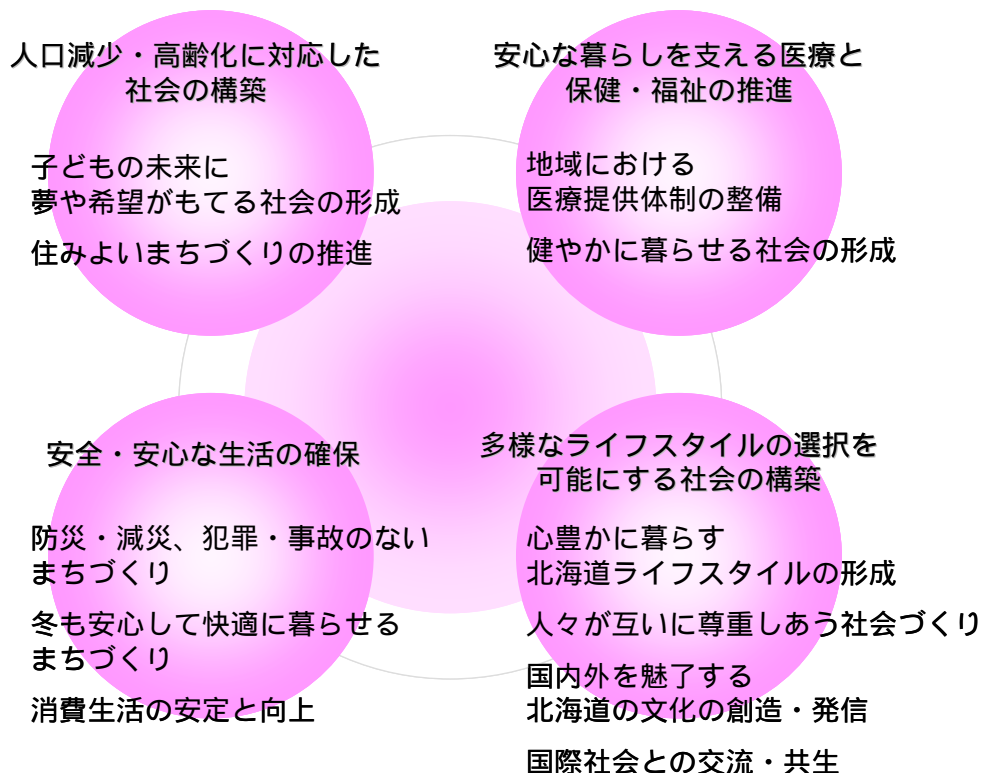 人口減少・高齢化に対応した
社会の構築
子どもの未来に
夢や希望がもてる社会の形成
住みよいまちづくりの推進
安心な暮らしを支える医療と
保健・福祉の推進
地域における
医療提供体制の整備
健やかに暮らせる社会の形成
安全・安心な生活の確保
防災・減災、犯罪・事故のない
まちづくり
冬も安心して快適に暮らせる
まちづくり
消費生活の安定と向上
多様なライフスタイルの選択を
可能にする社会の構築
心豊かに暮らす
北海道ライフスタイルの形成
人々が互いに尊重しあう社会づくり
国内外を魅了する
北海道の文化の創造・発信
国際社会との交流・共生